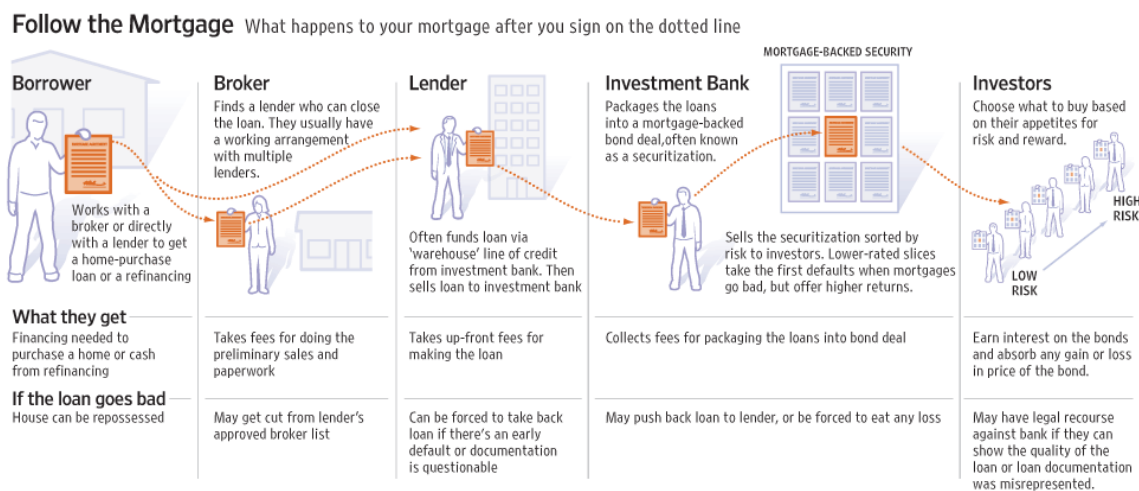 Follow the Mortgage What happens to your mortgage after you sign on the dotted line
Borrower
Works with a
broker or directly
with a lender to get
a home-purchase
loan or a refinancing
Broker
Finds a lender who can close
the loan. They usually have
a working arrangement
with multiple
lenders.
Lender
Often funds loan via
‘warehouse’ line of credit
from investment bank. Then
sells loan to investment bank
Investment Bank
Packages the loans
into a mortgage-backed
bond deal,often known
as a securitization.
MORTGAGE-BACKED SECURITY
Sells the securitization sorted by
risk to investors. Lower-rated slices
take the first defaults when mortgages
go bad, but offer higher returns.
Investors
Choose what to buy based
on their appetites for
risk and reward.
HIGH
RISK
LOW
RISK
What they get
Financing needed to
purchase a home or cash
from refinancing
Takes fees for doing the
preliminary sales and
paperwork
Takes up-front fees for
making the loan
Collects fees for packaging the loans into bond deal
Earn interest on the bonds
and absorb any gain or loss
in price of the bond.
If the loan goes bad
House can be repossessed
May get cut from lender’s
approved broker list
Can be forced to take back
loan if there’s an early
default or documentation
is questionable
May push back loan to lender, or be forced to eat any loss
May have legal recourse
against bank if they can
show the quality of the
loan or loan documentation
was misrepresented.